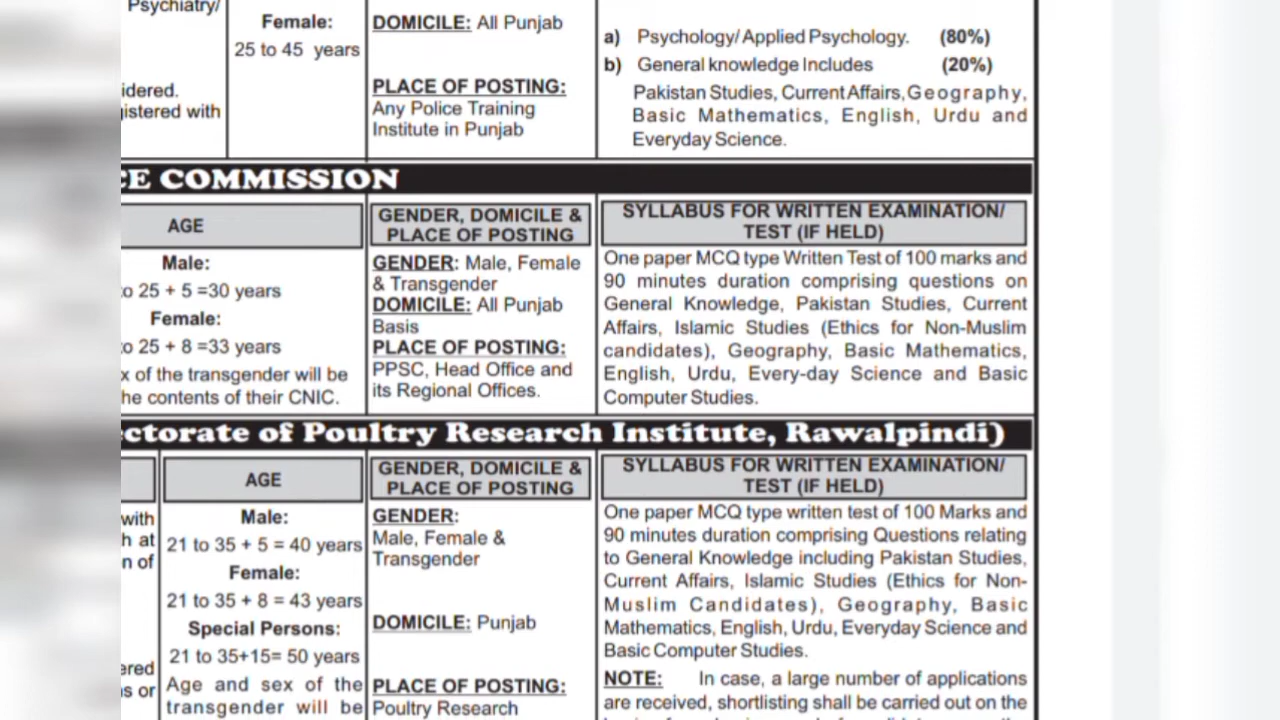 Psychiatry/
idered.
istered with
Female:
25 to 45 years
DOMICILE: All Punjab
PLACE OF POSTING:
Any Police Training
Institute in Punjab
a) Psychology/Applied Psychology. (80%)
b) General knowledge Includes (20%)
Pakistan Studies, Current Affairs, Geography,
Basic Mathematics, English, Urdu and
Everyday Science.
CE COMMISSION
AGE
Male:
to 25 + 5 =30 years
Female:
to 25 + 8 =33 years
x of the transgender will be
he contents of their CNIC.
GENDER, DOMICILE &
PLACE OF POSTING
GENDER: Male, Female
& Transgender
DOMICILE: All Punjab
Basis
PLACE OF POSTING:
PPSC, Head Office and
its Regional Offices.
SYLLABUS FOR WRITTEN EXAMINATION/
TEST (IF HELD)
One paper MCQ type Written Test of 100 marks and
90 minutes duration comprising questions on
General Knowledge, Pakistan Studies, Current
Affairs, Islamic Studies (Ethics for Non-Muslim
candidates), Geography, Basic Mathematics,
English, Urdu, Every-day Science and Basic
Computer Studies.
ctorate of Poultry Research Institute, Rawalpindi)
with
h at
n of
ered
ns or
AGE
Male:
21 to 35 + 5 = 40 years
Female:
21 to 35 + 8 = 43 years
Special Persons:
21 to 35+15= 50 years
Age and sex of the
transgender will be
GENDER, DOMICILE &
PLACE OF POSTING
GENDER:
Male, Female &
Transgender
DOMICILE: Punjab
PLACE OF POSTING:
Poultry Research
SYLLABUS FOR WRITTEN EXAMINATION/
TEST (IF HELD)
One paper MCQ type written test of 100 Marks and
90 minutes duration comprising Questions relating
to General Knowledge including Pakistan Studies,
Current Affairs, Islamic Studies (Ethics for Non-
Muslim Candidates), Geography, Basic
Mathematics, English, Urdu, Everyday Science and
Basic Computer Studies.
NOTE: In case, a large number of applications
are received, shortlisting shall be carried out on the